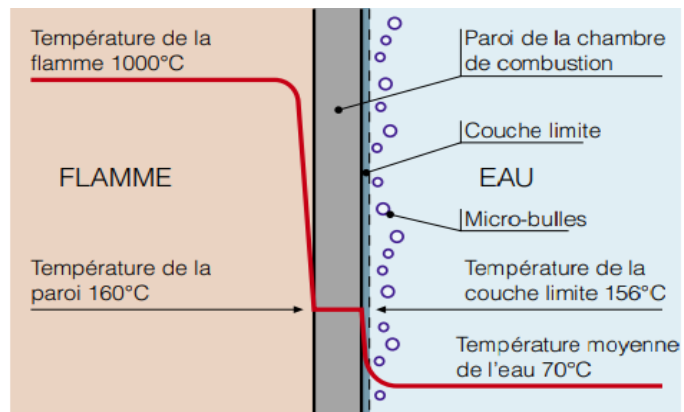 Température de la
flamme 1000°C
FLAMME
Température de la
paroi 160°C
Paroi de la chambre
de combustion
Couche limite
EAU
Micro-bulles
Température de la
couche limite 156°C
Température moyenne
de l'eau 70°C